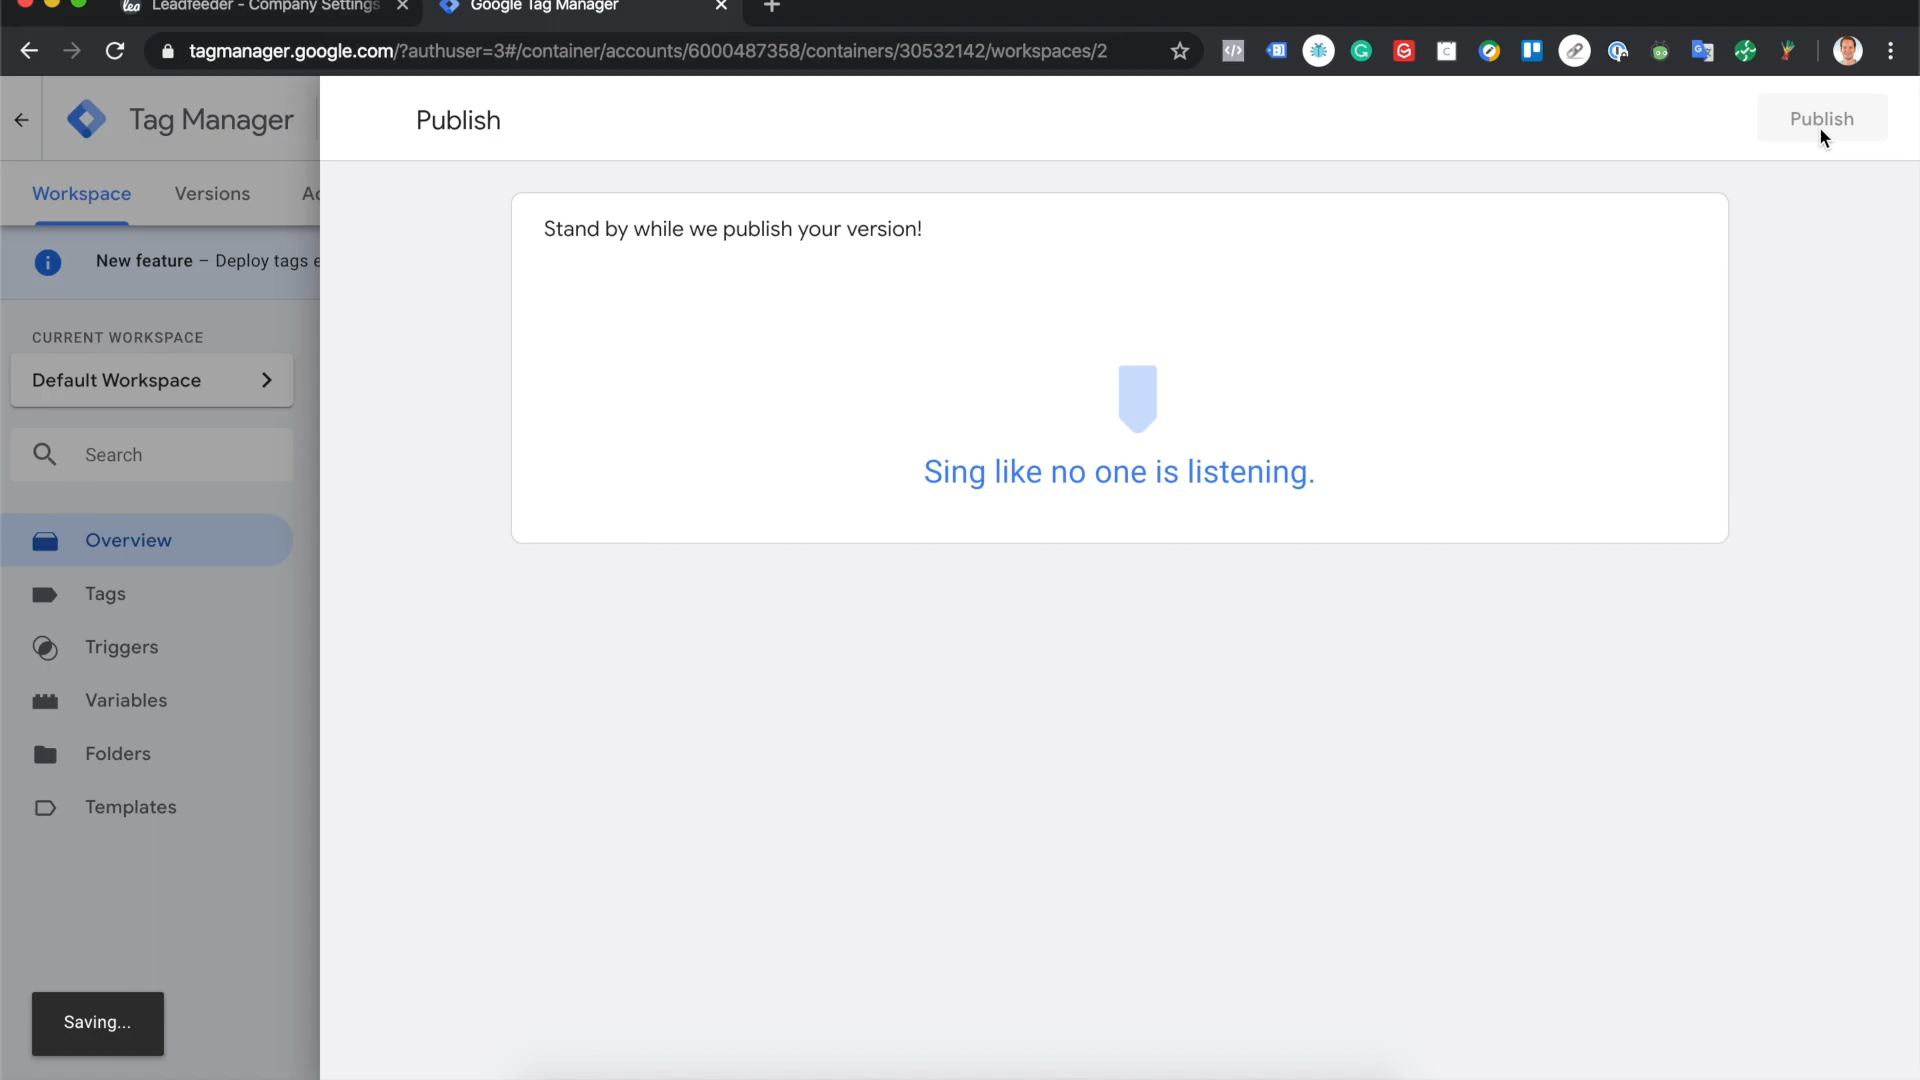 Leadfeeder - Company Settings
Google Tag Manager
tagmanager.google.com/?authuser=3#/container/accounts/6000487358/containers/30532142/workspaces/2
Tag Manager
Publish
Publish
Workspace
Versions
Stand by while we publish your version!
New feature – Deploy tags
CURRENT WORKSPACE
Default Workspace
Search
Sing like no one is listening.
Overview
Tags
Triggers
Variables
Folders
Templates
Saving...